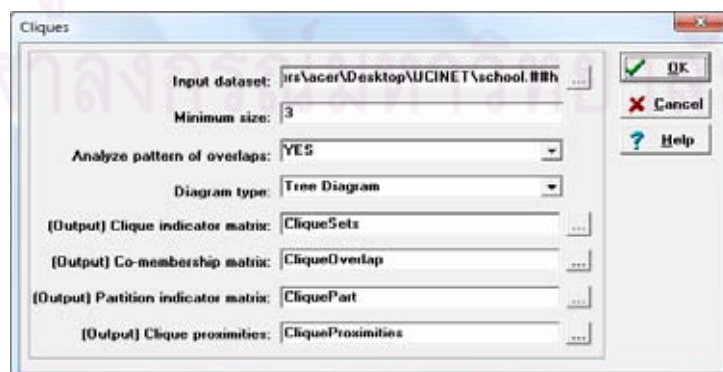 Cliques
Input dataset: ırs\acer\Desktop\UCINET\school.##h ...
Minimum size: 3
Analyze pattern of overlaps: YES
Diagram type: Tree Diagram
(Output) Clique indicator matrix: CliqueSets ...
(Output) Co-membership matrix: CliqueOverlap ...
(Output) Partition indicator matrix: CliquePart ...
(Output) Clique proximities: CliqueProximities ...
OK
Cancel
? Help